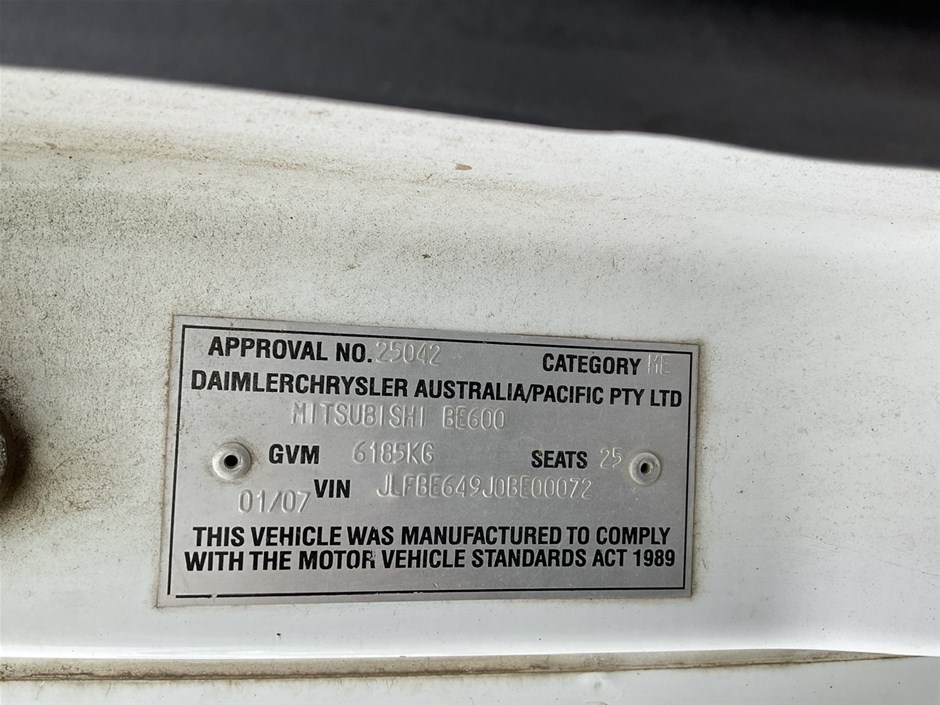 APPROVAL NO. 25042 CATEGORY ME
DAIMLERCHRYSLER AUSTRALIA/PACIFIC PTY LTD
MITSUBISHI BE600
GVM 6185KG SEATS 25
01/07 VIN JLFBE649J0BE00072
THIS VEHICLE WAS MANUFACTURED TO COMPLY
WITH THE MOTOR VEHICLE STANDARDS ACT 1989